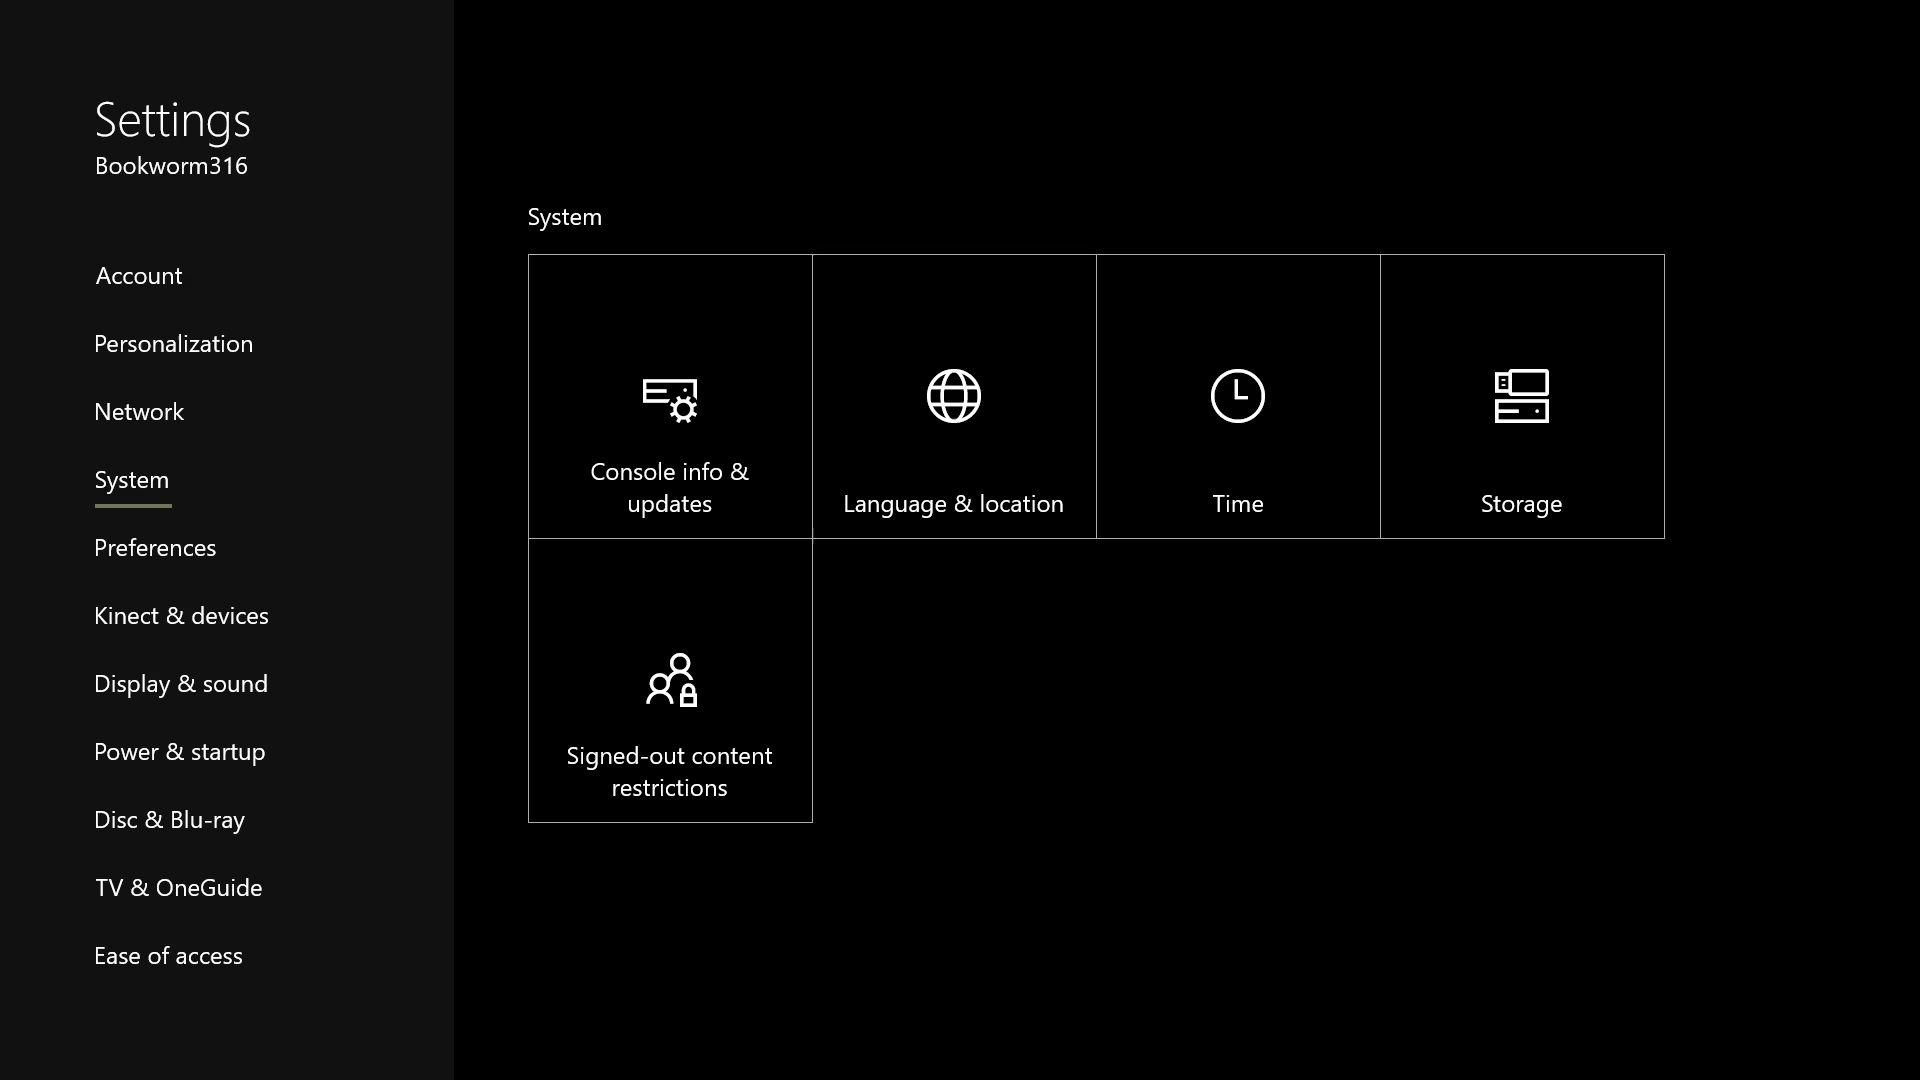 Settings
Bookworm316
Account
Personalization
Network
System
Preferences
Kinect & devices
Display & sound
Power & startup
Disc & Blu-ray
TV & OneGuide
Ease of access
System
Console info &
updates
Language & location
Time
Storage
Signed-out content
restrictions